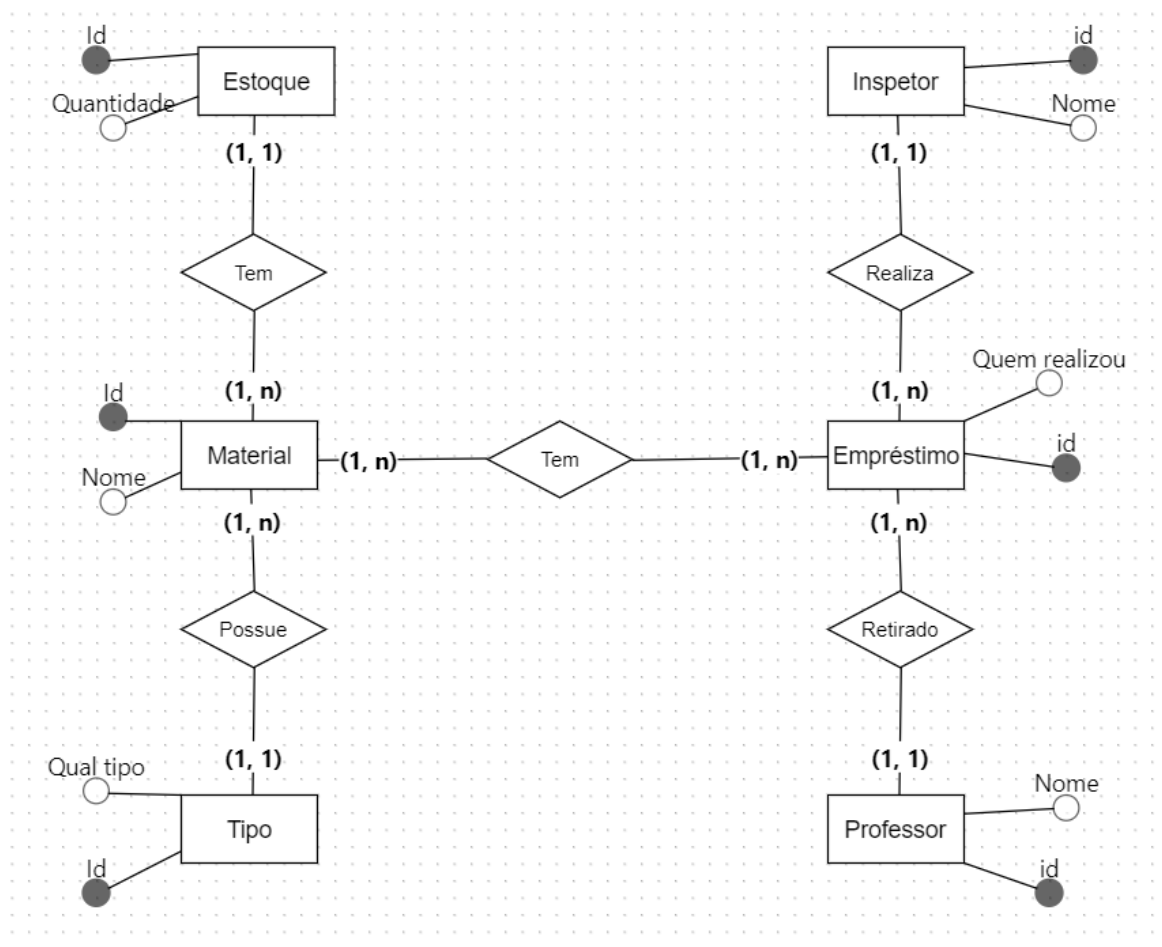 Id
Estoque
Quantidade
(1, 1)
Tem
(1, n)
Id
Material
Nome
(1, n)
Possue
(1, 1)
Qual tipo
Tipo
Id
(1, n)
Tem
(1, n)
id
Inspetor
Nome
(1, 1)
Realiza
(1, n)
Quem realizou
Empréstimo
id
(1, n)
Retirado
(1, 1)
Nome
Professor
id